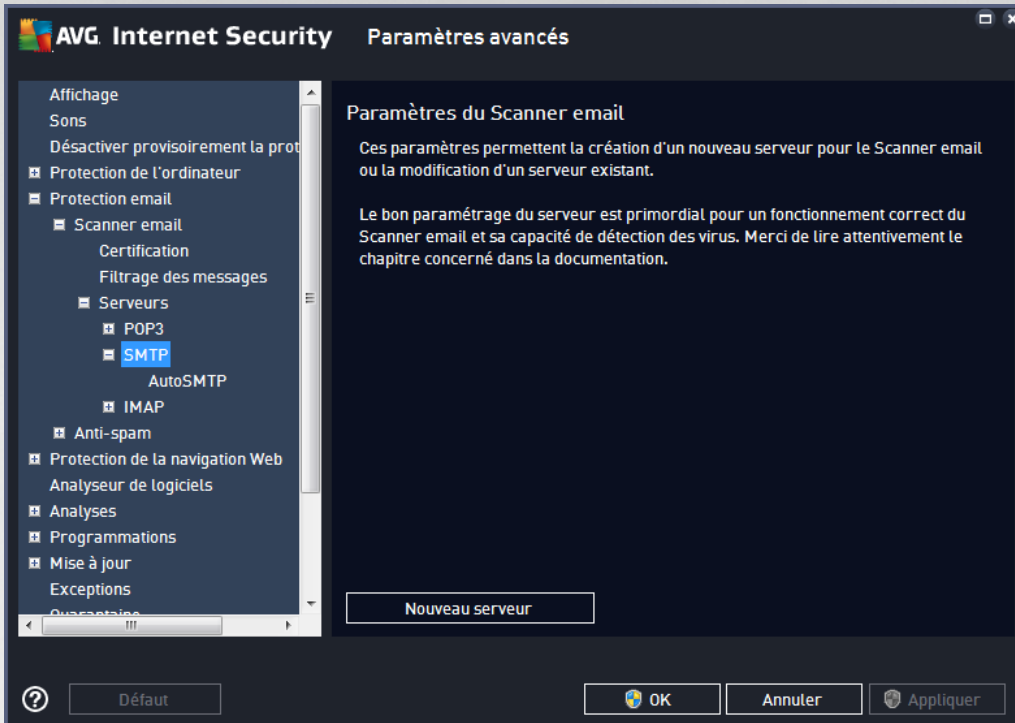 AVG. Internet Security Paramètres avancés
Affichage
Sons
Désactiver provisoirement la prot
Protection de l'ordinateur
Protection email
Scanner email
Certification
Filtrage des messages
Serveurs
POP3
SMTP
AutoSMTP
IMAP
Anti-spam
Protection de la navigation Web
Analyseur de logiciels
Analyses
Programmations
Mise à jour
Exceptions
Quarantaine
Paramètres du Scanner email
Ces paramètres permettent la création d'un nouveau serveur pour le Scanner email
ou la modification d'un serveur existant.
Le bon paramétrage du serveur est primordial pour un fonctionnement correct du
Scanner email et sa capacité de détection des virus. Merci de lire attentivement le
chapitre concerné dans la documentation.
Nouveau serveur
? Défaut OK Annuler Appliquer